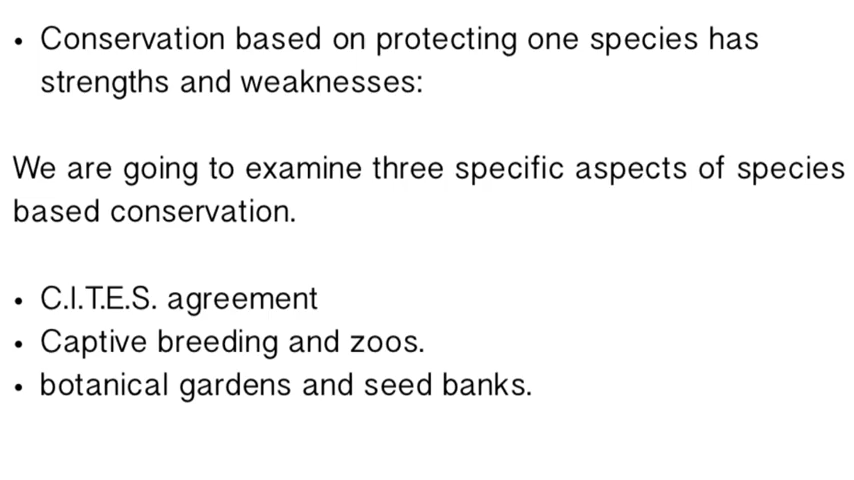 • Conservation based on protecting one species has
strengths and weaknesses:
We are going to examine three specific aspects of species
based conservation.
• C.I.T.E.S. agreement
• Captive breeding and zoos.
• botanical gardens and seed banks.